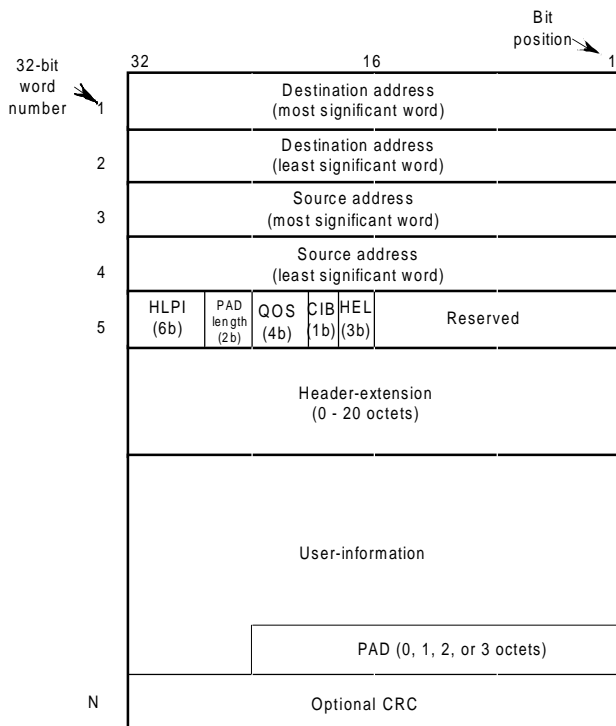 Bit
position
32
16
1
32-bit
word
number
1
Destination address
(most significant word)
2
Destination address
(least significant word)
3
Source address
(most significant word)
4
Source address
(least significant word)
5
HLPI
(6b)
PAD
length
(2b)
QOS
(4b)
CIB
(1b)
HEL
(3b)
Reserved
Header-extension
(0 - 20 octets)
User-information
PAD (0, 1, 2, or 3 octets)
N
Optional CRC